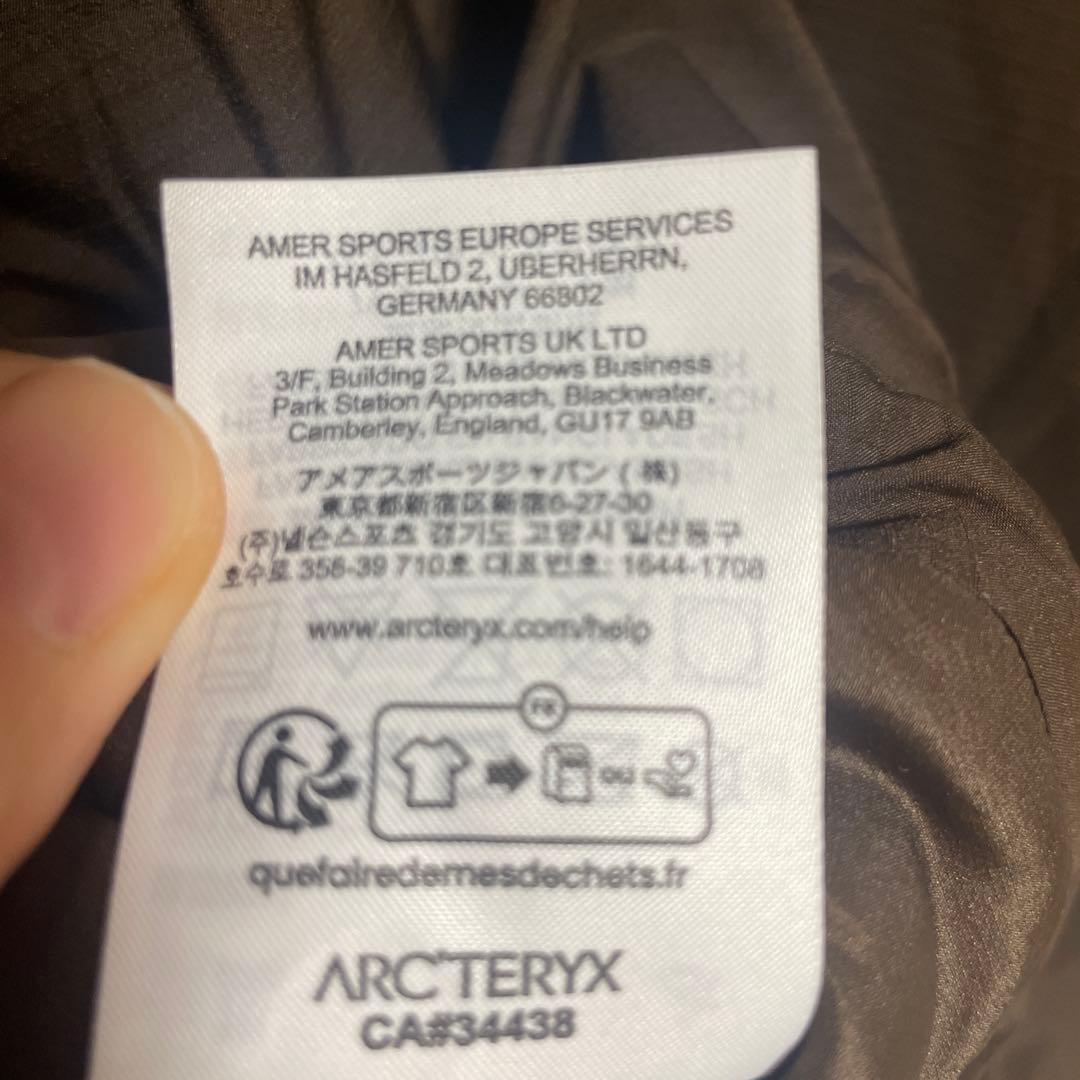 AMER SPORTS EUROPE SERVICES
IM HASFELD 2, UBERHERRN,
GERMANY 66802
AMER SPORTS UK LTD
3/F, Building 2, Meadows Business
Park Station Approach, Blackwater,
Camberley, England, GU17 9AB
アメアスポーツジャパン (株)
東京都新宿区新宿6-27-30
(주)넬슨스포츠 경기도 고양시 일산동구
호수로 356-39 710호 대표번호: 1644-1708
www.arcteryx.com/help
FR
OU
quefairedemesdechets.fr
ARC'TERYX
CA#34438